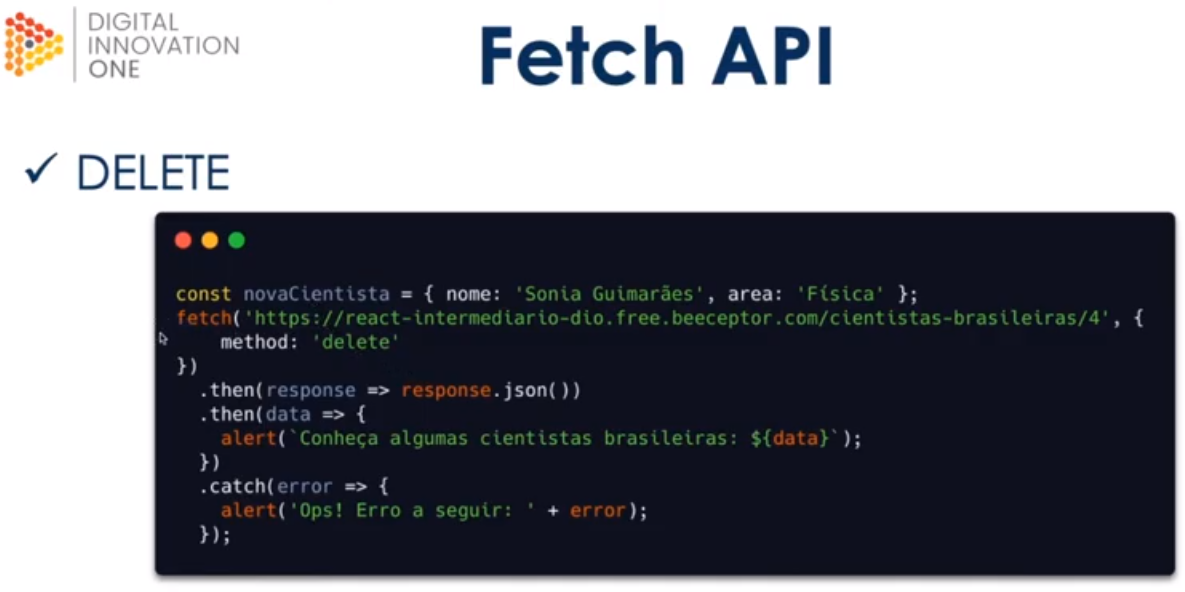 DIGITAL
INNOVATION
ONE
Fetch API
✓ DELETE
const novaCientista = { nome: 'Sonia Guimarães', area: 'Física' };
fetch('https://react-intermediario-dio.free.beeceptor.com/cientistas-brasileiras/4', {
    method: 'delete'
})
  .then(response => response.json())
  .then(data => {
    alert(`Conheça algumas cientistas brasileiras: ${data}`);
  })
  .catch(error => {
    alert('Ops! Erro a seguir: ' + error);
  });